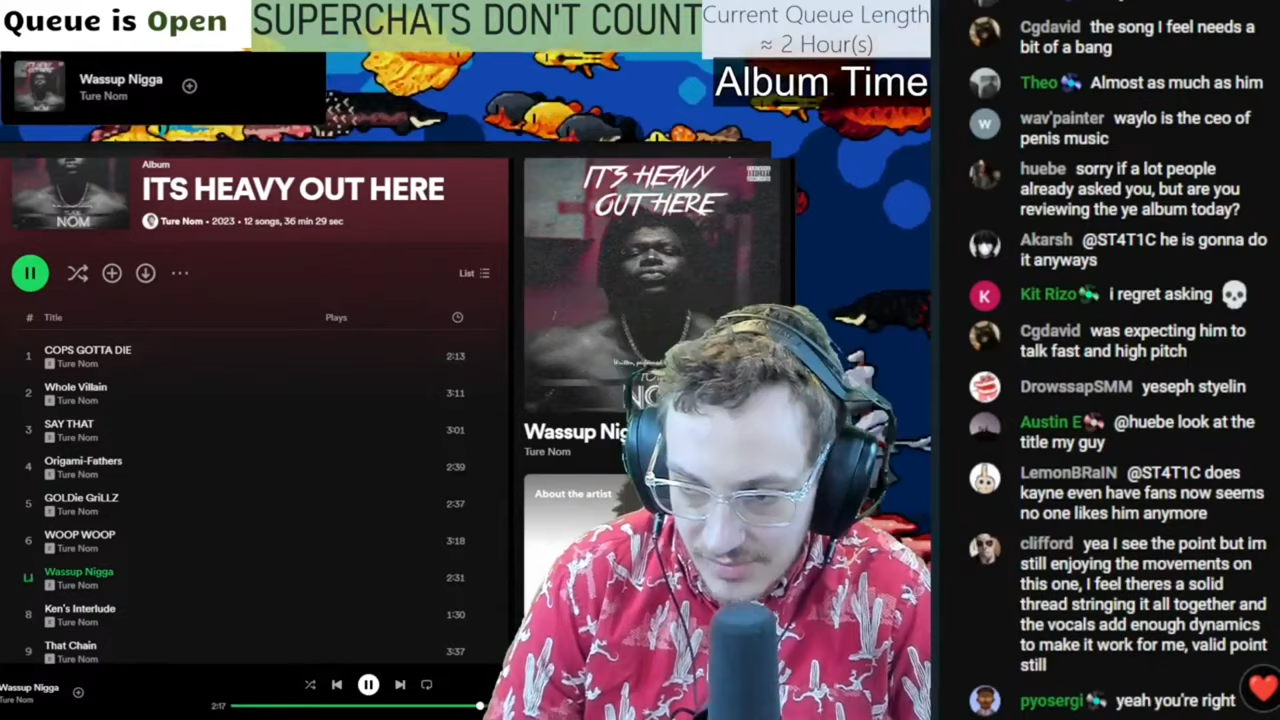 Queue is Open
SUPERCHATS DON'T COUNT
Current Queue Length
≈ 2 Hour(s)
Album Time
Wassup Nigga
Ture Nom
Album
ITS HEAVY OUT HERE
Ture Nom • 2023 • 12 songs, 36 min 29 sec
NOM
List
# Title Plays
1 COPS GOTTA DIE 2:13
E Ture Nom
2 Whole Villain 3:11
E Ture Nom
3 SAY THAT 3:01
E Ture Nom
4 Origami-Fathers 2:39
E Ture Nom
5 GOLDie GriLLZ 2:37
E Ture Nom
6 WOOP WOOP 3:18
E Ture Nom
Wassup Nigga 2:31
E Ture Nom
8 Ken's Interlude 1:30
E Ture Nom
9 That Chain 3:37
E Ture Nom
IT'S HEAVY
OUT HERE
Wassup Nig
Ture Nom
About the artist
Wassup Nigga
Ture Nom
2:17
Cgdavid the song I feel needs a
bit of a bang
Theo Almost as much as him
W wav'painter waylo is the ceo of
penis music
huebe sorry if a lot people
already asked you, but are you
reviewing the ye album today?
Akarsh @ST4T1C he is gonna do
it anyways
K Kit Rizo i regret asking
Cgdavid was expecting him to
talk fast and high pitch
DrowssapSMM yeseph styelin
Austin E @huebe look at the
title my guy
LemonBRaIN @ST4T1C does
kayne even have fans now seems
no one likes him anymore
clifford yea I see the point but im
still enjoying the movements on
this one, I feel theres a solid
thread stringing it all together and
the vocals add enough dynamics
to make it work for me, valid point
still
pyosergi yeah you're right